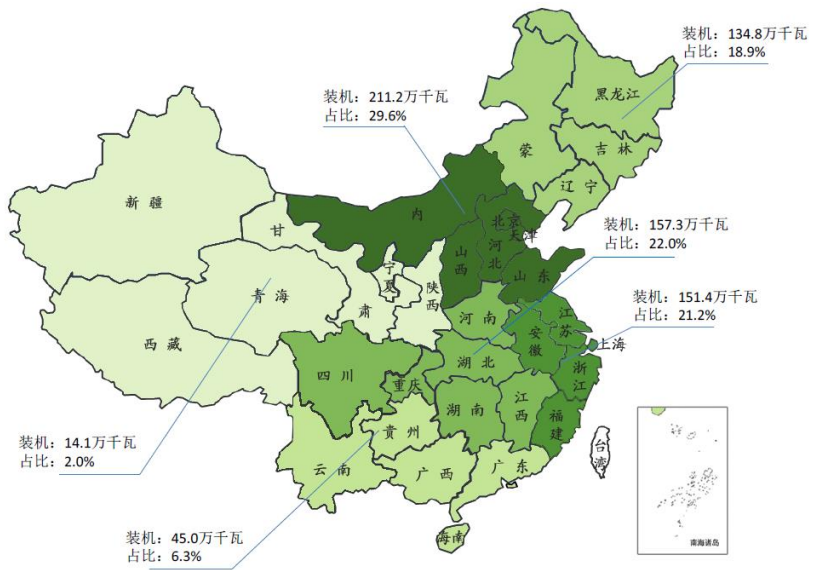 装机：134.8万千瓦
占比：18.9%
装机：211.2万千瓦
占比：29.6%
黑龙江
吉 林
蒙
辽 宁
新 疆
内
北京
天津
甘
河北
山西
山 东
装机：157.3万千瓦
占比：22.0%
宁夏
青 海
肃
陕西
装机：151.4万千瓦
占比：21.2%
河 南
江苏
安徽
上海
西 藏
四 川
重庆
湖 北
浙江
湖 南
江西
福建
貴 州
装机：14.1万千瓦
占比：2.0%
云 南
广 西
广 东
台湾
海南
装机：45.0万千瓦
占比：6.3%
南海诸岛